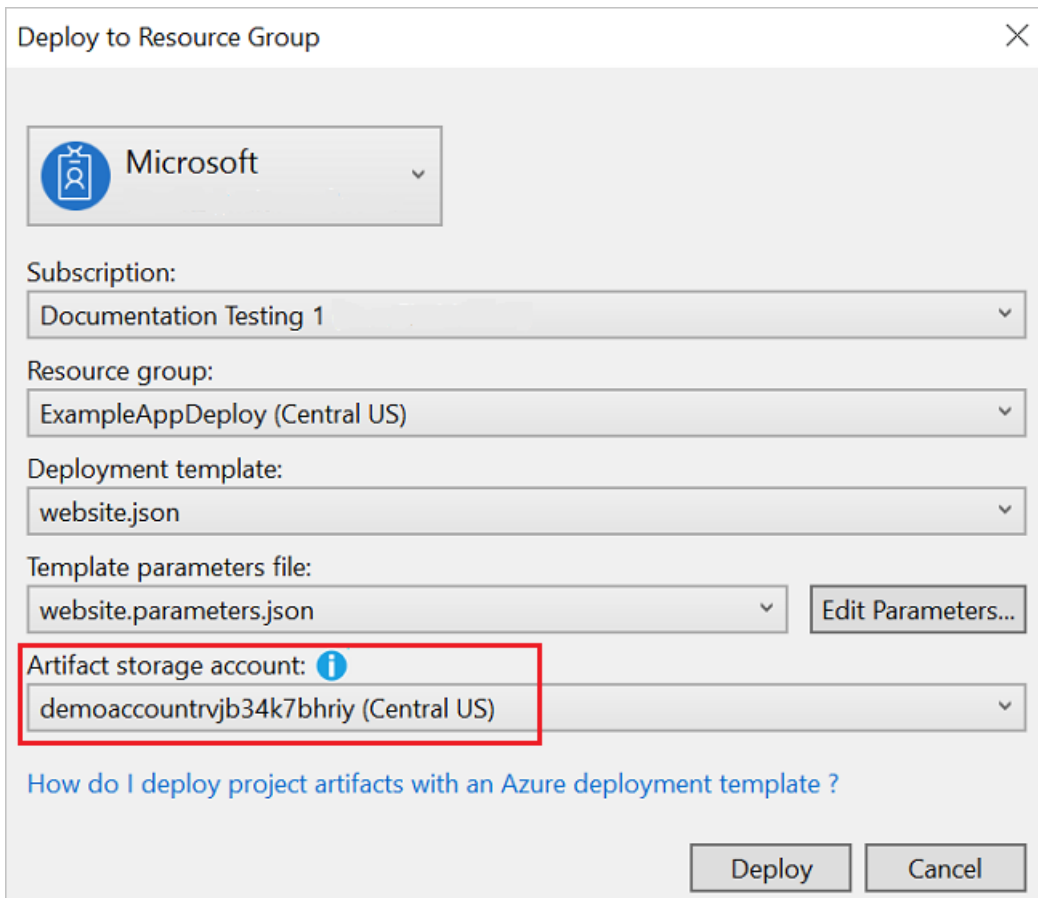 Deploy to Resource Group
Microsoft
Subscription:
Documentation Testing 1
Resource group:
ExampleAppDeploy (Central US)
Deployment template:
website.json
Template parameters file:
website.parameters.json
Edit Parameters...
Artifact storage account:
demoaccountrvjb34k7bhriy (Central US)
How do I deploy project artifacts with an Azure deployment template ?
Deploy
Cancel